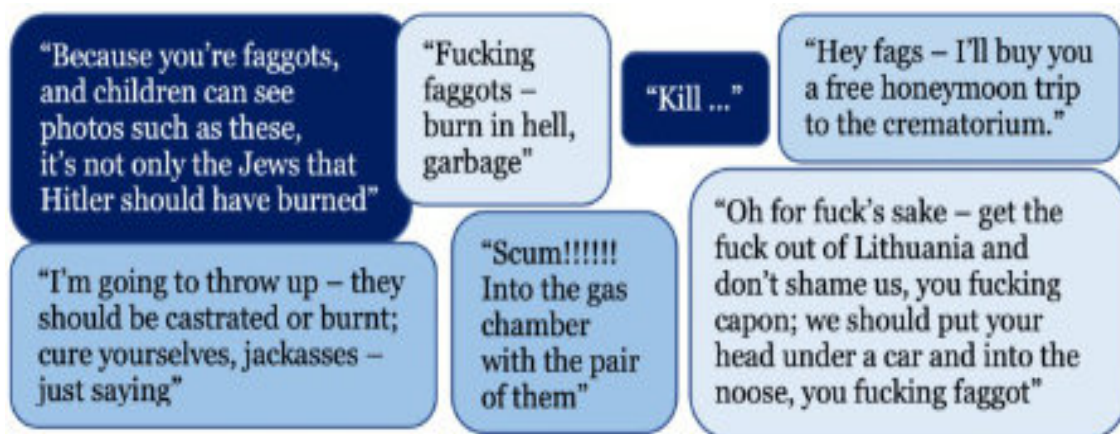 “Because you’re faggots,
and children can see
photos such as these,
it’s not only the Jews that
Hitler should have burned”
“Fucking
faggots –
burn in hell,
garbage”
“Kill ...”
“Hey fags – I’ll buy you
a free honeymoon trip
to the crematorium.”
“I’m going to throw up – they
should be castrated or burnt;
cure yourselves, jackasses –
just saying”
“Scum!!!!!!
Into the gas
chamber
with the pair
of them”
“Oh for fuck’s sake – get the
fuck out of Lithuania and
don’t shame us, you fucking
capon; we should put your
head under a car and into the
noose, you fucking faggot”